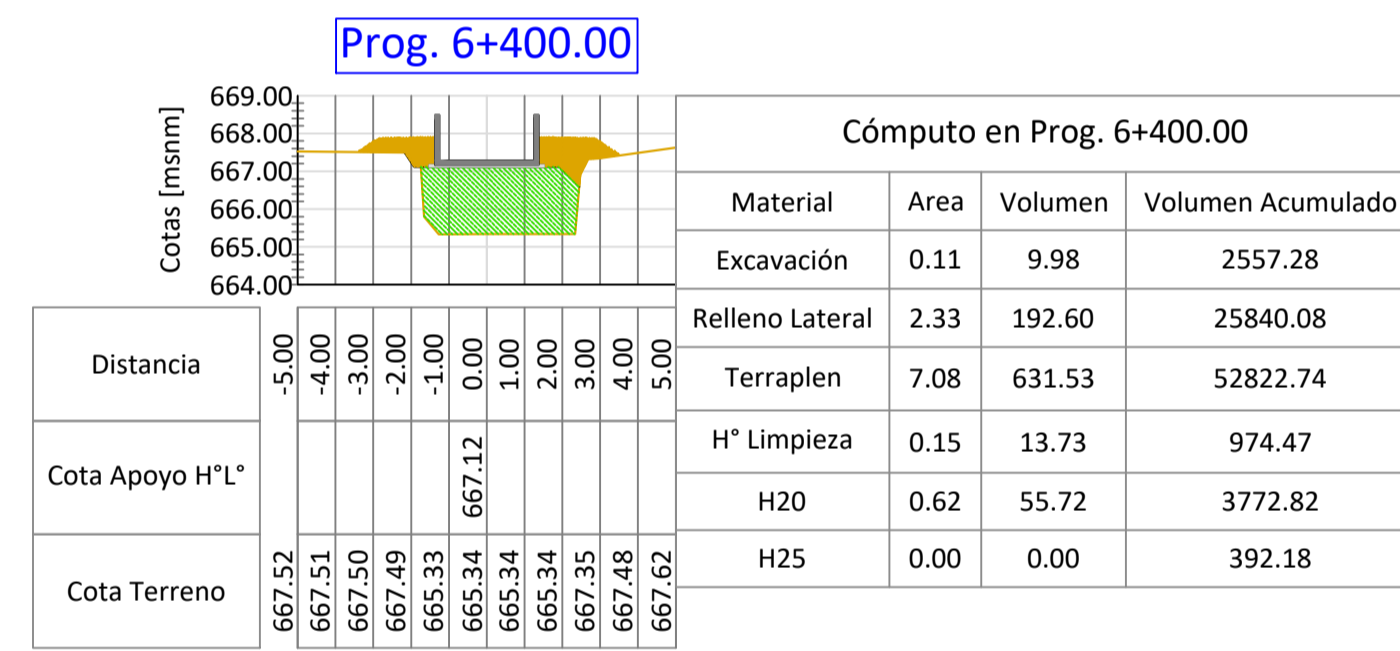 Prog. 6+400.00
Cotas [msnm]
669.00
668.00
667.00
666.00
665.00
664.00
Distancia -5.00 -4.00 -3.00 -2.00 -1.00 0.00 1.00 2.00 3.00 4.00 5.00
Cota Apoyo H°L° 667.12
Cota Terreno 667.52 667.51 667.50 667.49 665.33 665.34 665.34 665.34 667.35 667.48 667.62
Cómputo en Prog. 6+400.00
Material Area Volumen Volumen Acumulado
Excavación 0.11 9.98 2557.28
Relleno Lateral 2.33 192.60 25840.08
Terraplen 7.08 631.53 52822.74
H° Limpieza 0.15 13.73 974.47
H20 0.62 55.72 3772.82
H25 0.00 0.00 392.18